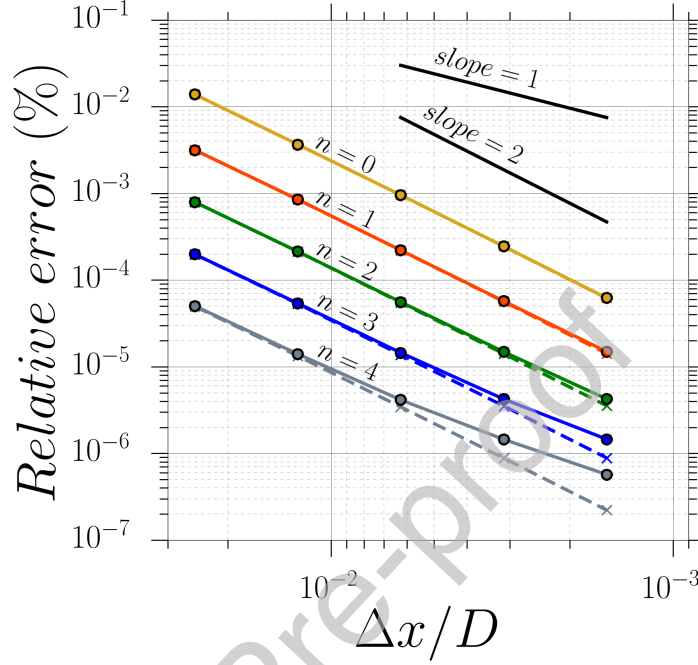 10⁻¹
10⁻²
10⁻³
10⁻⁴
10⁻⁵
10⁻⁶
10⁻⁷
Relative error (%)
slope = 1
slope = 2
n = 0
n = 1
n = 2
n = 3
n = 4
10⁻² 10⁻³
Δx/D
Pre-proof